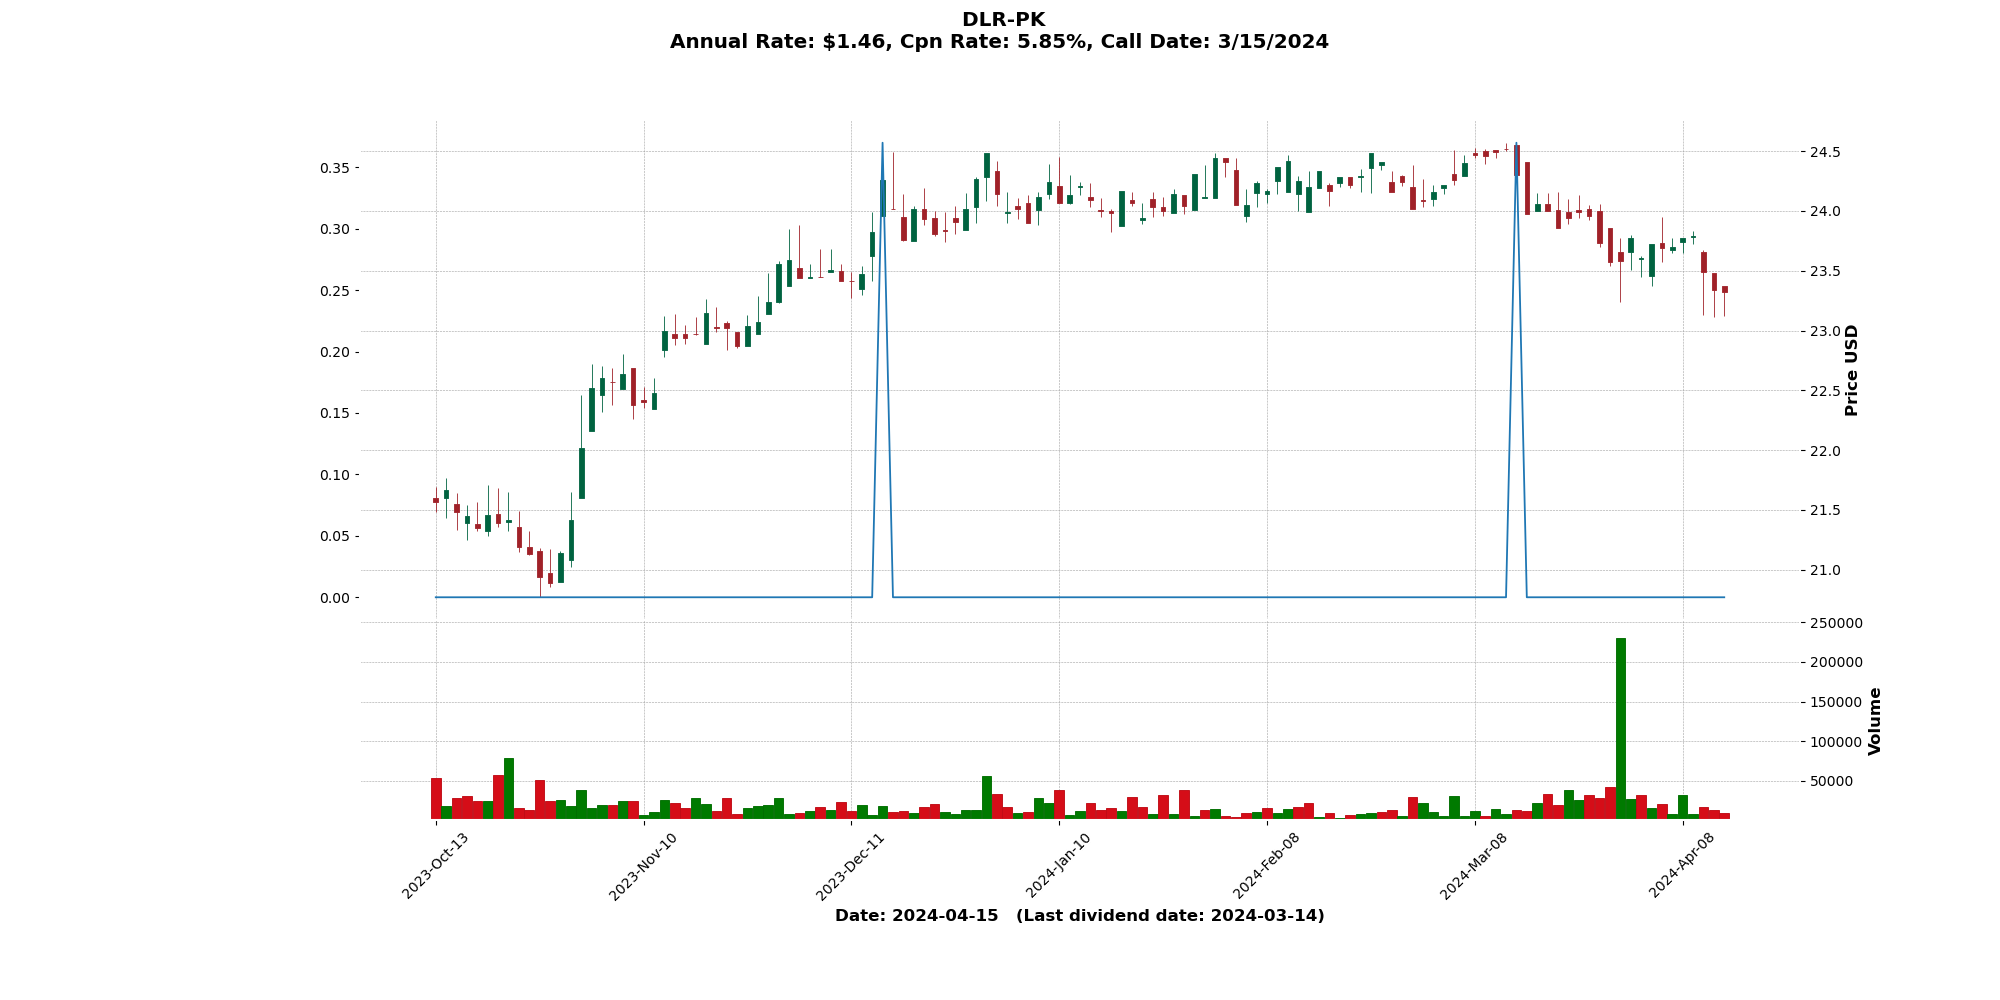 DLR-PK
Annual Rate: $1.46, Cpn Rate: 5.85%, Call Date: 3/15/2024
0.35
0.30
0.25
0.20
0.15
0.10
0.05
0.00
24.5
24.0
23.5
23.0
22.5
22.0
21.5
21.0
Price USD
250000
200000
150000
100000
50000
Volume
2023-Oct-13
2023-Nov-10
2023-Dec-11
2024-Jan-10
2024-Feb-08
2024-Mar-08
2024-Apr-08
Date: 2024-04-15   (Last dividend date: 2024-03-14)